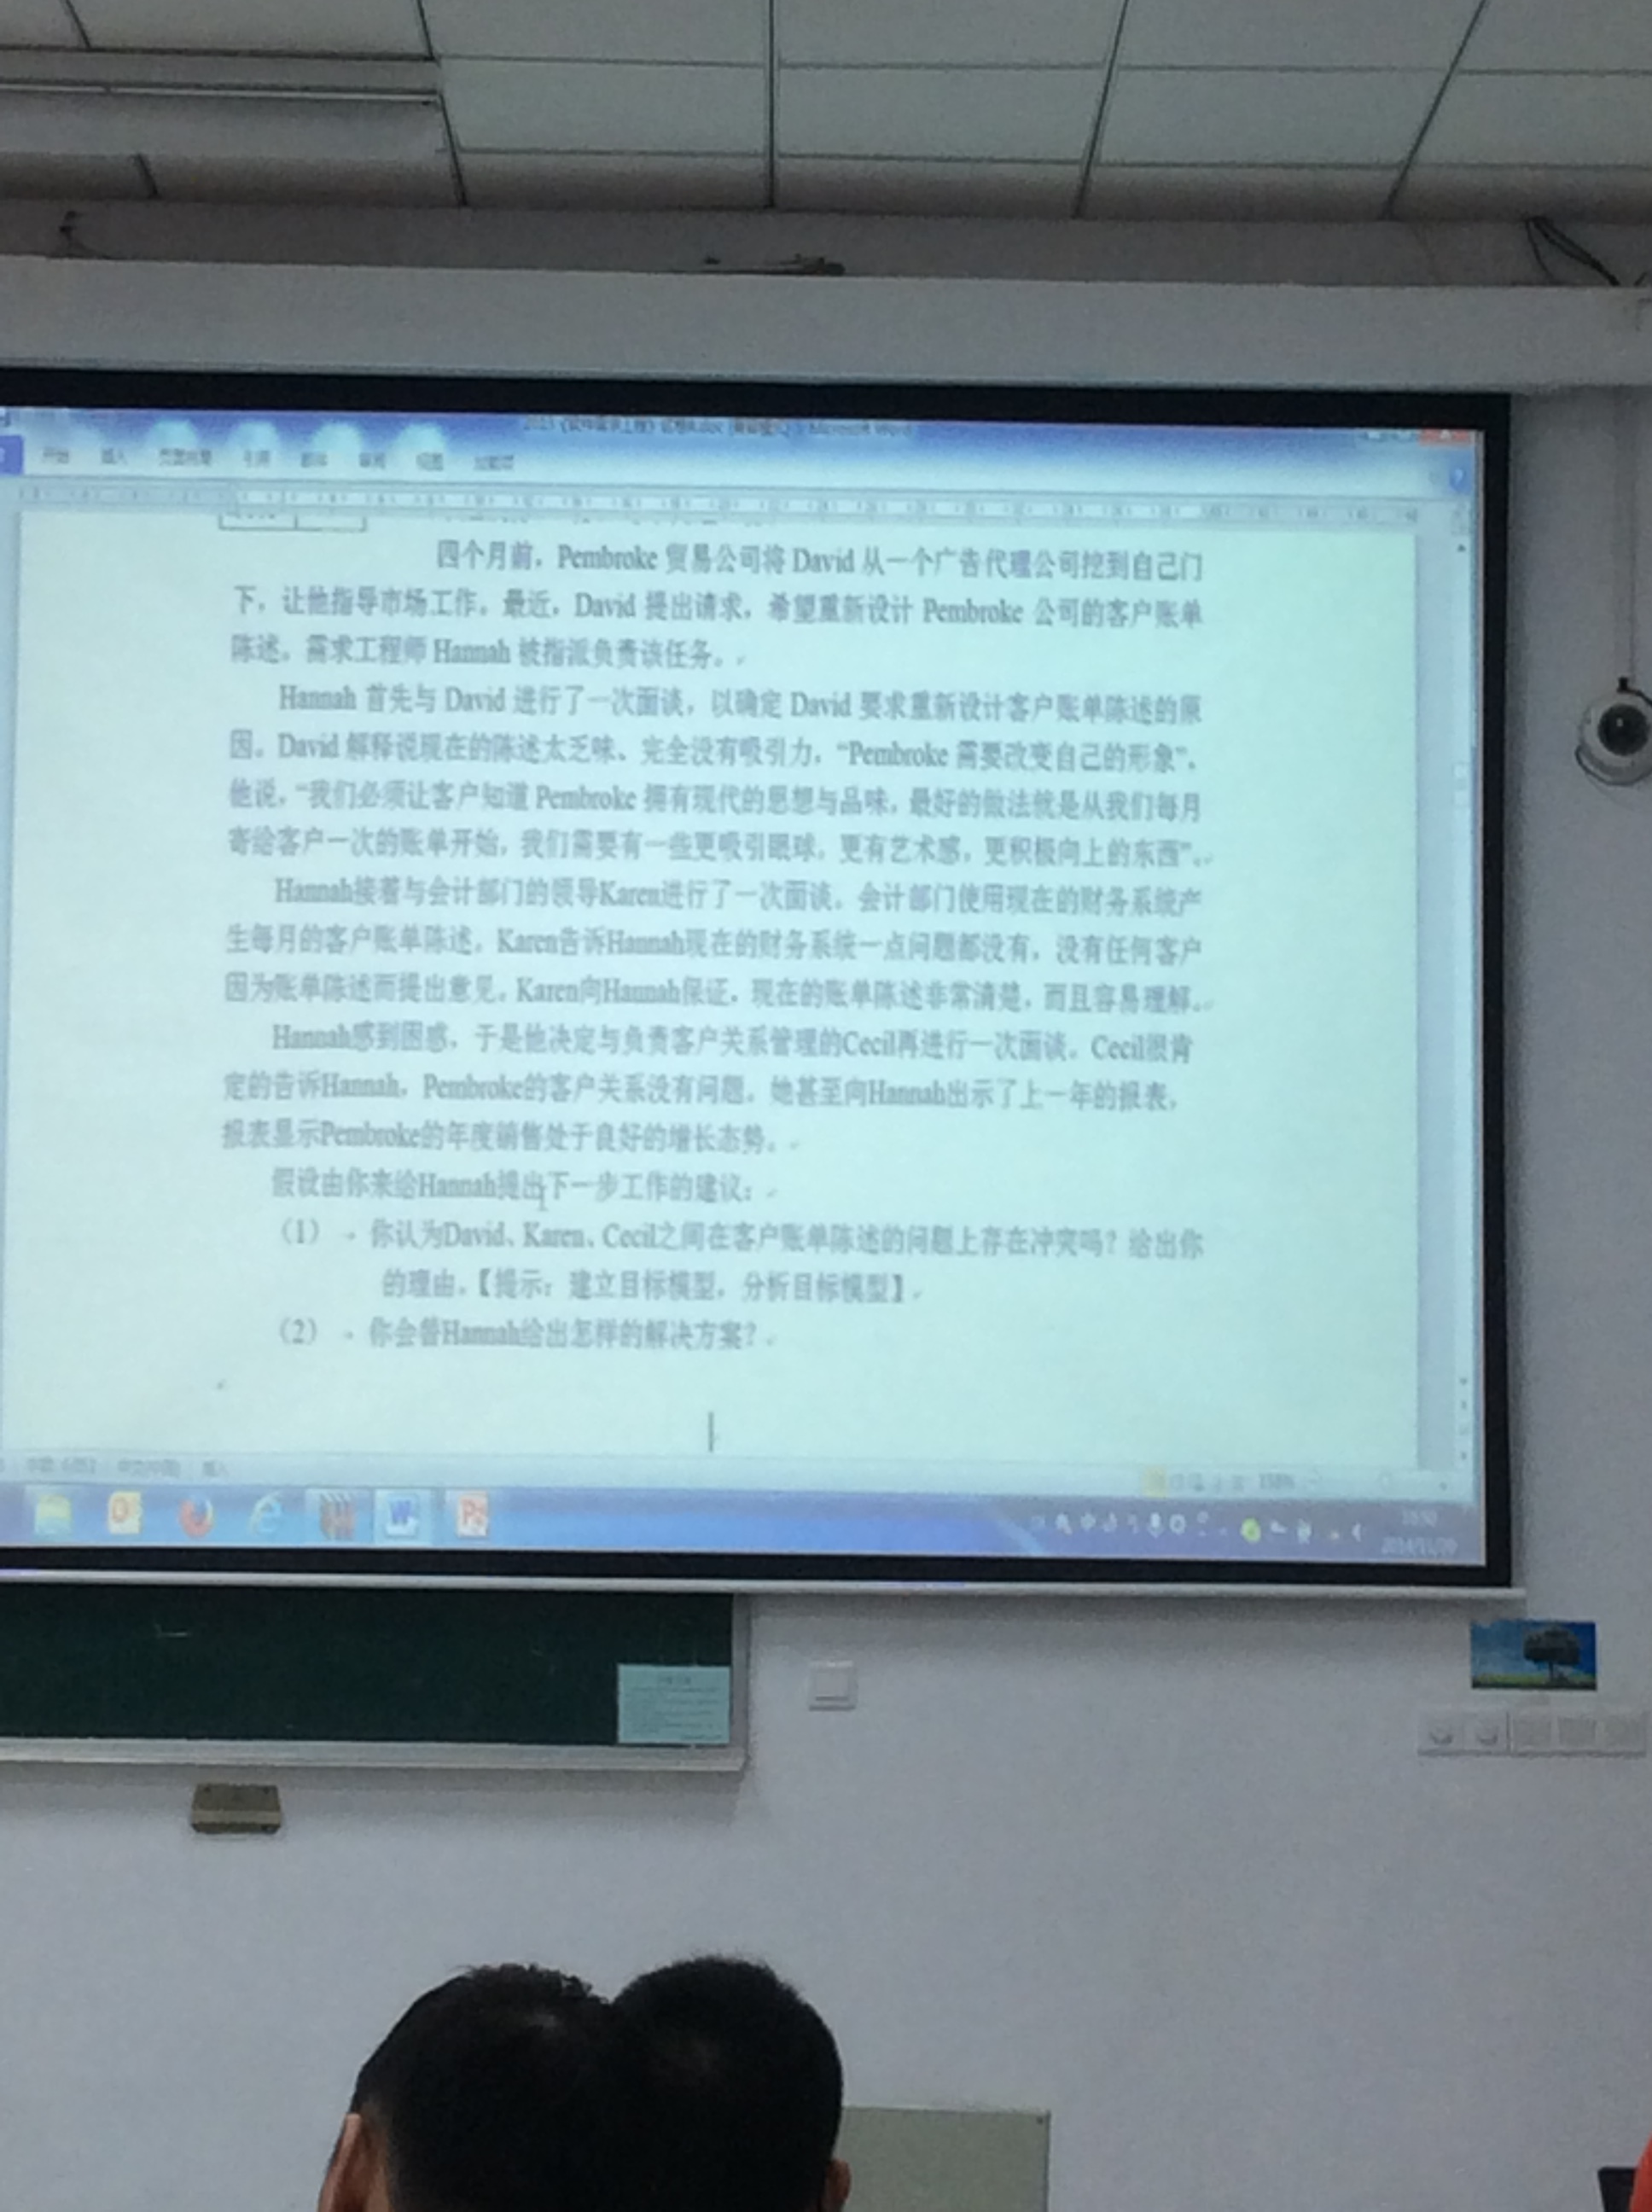 开始 插入 页面布局 引用 邮件 审阅 视图 加载项
四个月前，Pembroke 贸易公司将 David 从一个广告代理公司挖到自己门
下，让他指导市场工作。最近，David 提出请求，希望重新设计 Pembroke 公司的客户账单
陈述。需求工程师 Hannah 被指派负责该任务。
Hannah 首先与 David 进行了一次面谈，以确定 David 要求重新设计客户账单陈述的原
因。David 解释说现在的陈述太乏味、完全没有吸引力，“Pembroke 需要改变自己的形象”，
他说，“我们必须让客户知道 Pembroke 拥有现代的思想与品味，最好的做法就是从我们每月
寄给客户一次的账单开始，我们需要有一些更吸引眼球，更有艺术感，更积极向上的东西”。
Hannah接着与会计部门的领导Karen进行了一次面谈。会计部门使用现在的财务系统产
生每月的客户账单陈述。Karen告诉Hannah现在的财务系统一点问题都没有，没有任何客户
因为账单陈述而提出意见。Karen向Hannah保证，现在的账单陈述非常清楚，而且容易理解。
Hannah感到困惑，于是他决定与负责客户关系管理的Cecil再进行一次面谈。Cecil很肯
定的告诉Hannah，Pembroke的客户关系没有问题。她甚至向Hannah出示了上一年的报表，
报表显示Pembroke的年度销售处于良好的增长态势。
假设由你来给Hannah提出下一步工作的建议：
（1） 你认为David、Karen、Cecil之间在客户账单陈述的问题上存在冲突吗？给出你
的理由。【提示：建立目标模型，分析目标模型】
（2） 你会替Hannah给出怎样的解决方案？